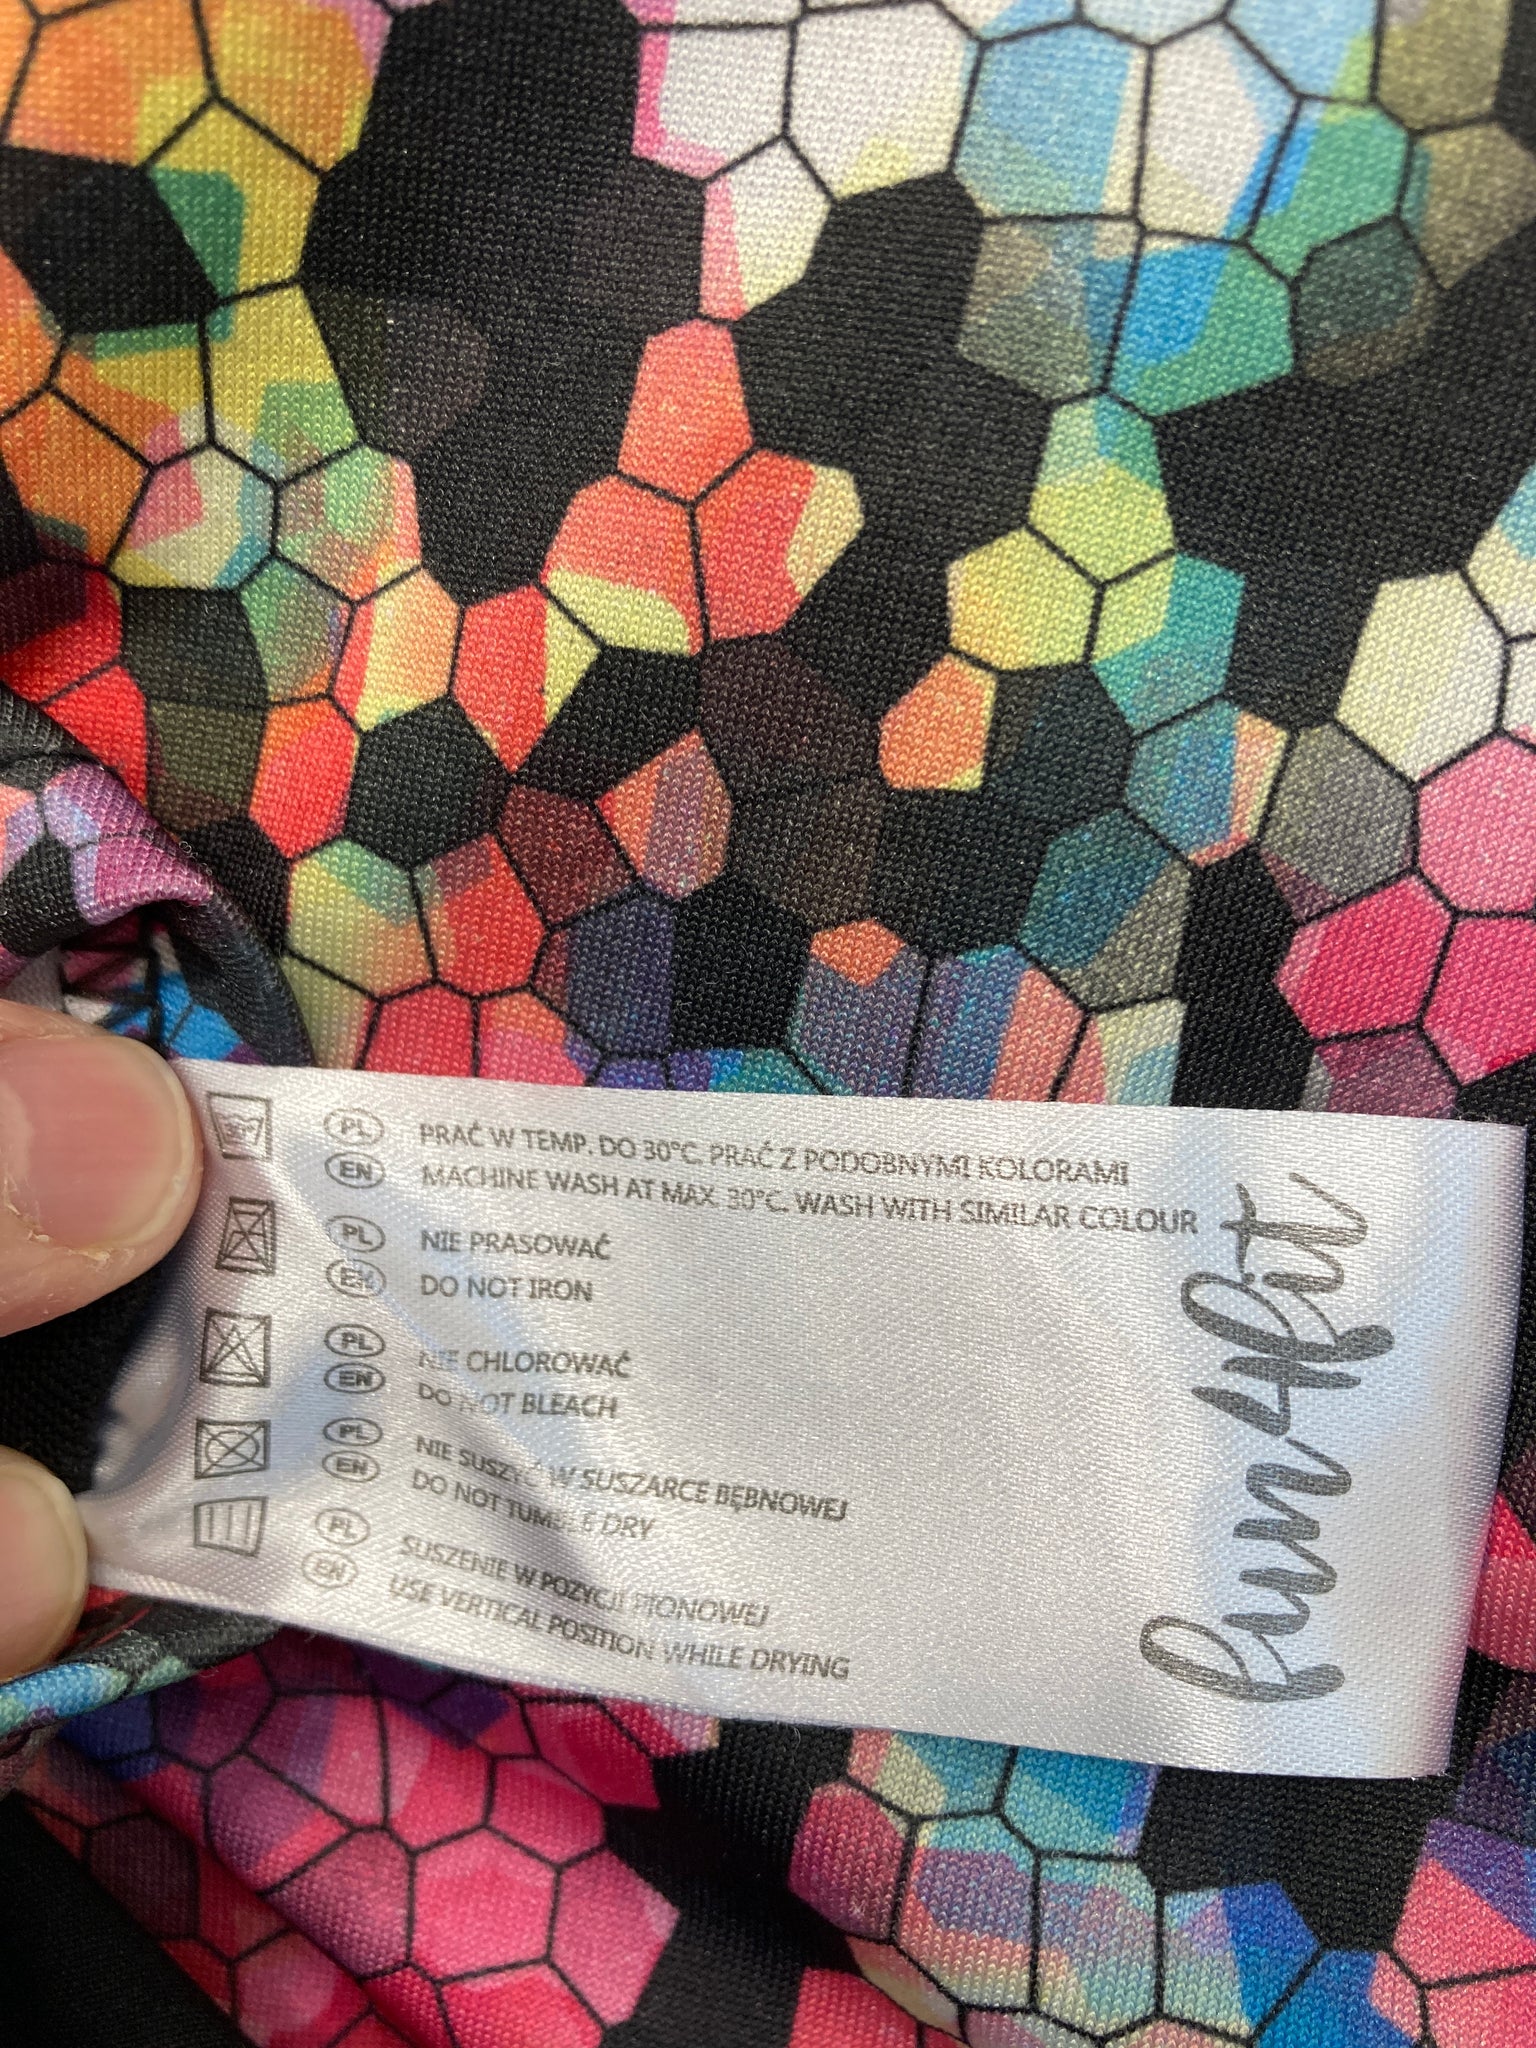 30°
PL PRAĆ W TEMP. DO 30°C. PRAĆ Z PODOBNYMI KOLORAMI
EN MACHINE WASH AT MAX. 30°C. WASH WITH SIMILAR COLOUR
PL NIE PRASOWAĆ
EN DO NOT IRON
PL NIE CHLOROWAĆ
EN DO NOT BLEACH
PL NIE SUSZYĆ W SUSZARCE BĘBNOWEJ
EN DO NOT TUMBLE DRY
PL SUSZENIE W POZYCJI PIONOWEJ
EN USE VERTICAL POSITION WHILE DRYING
fun4fit